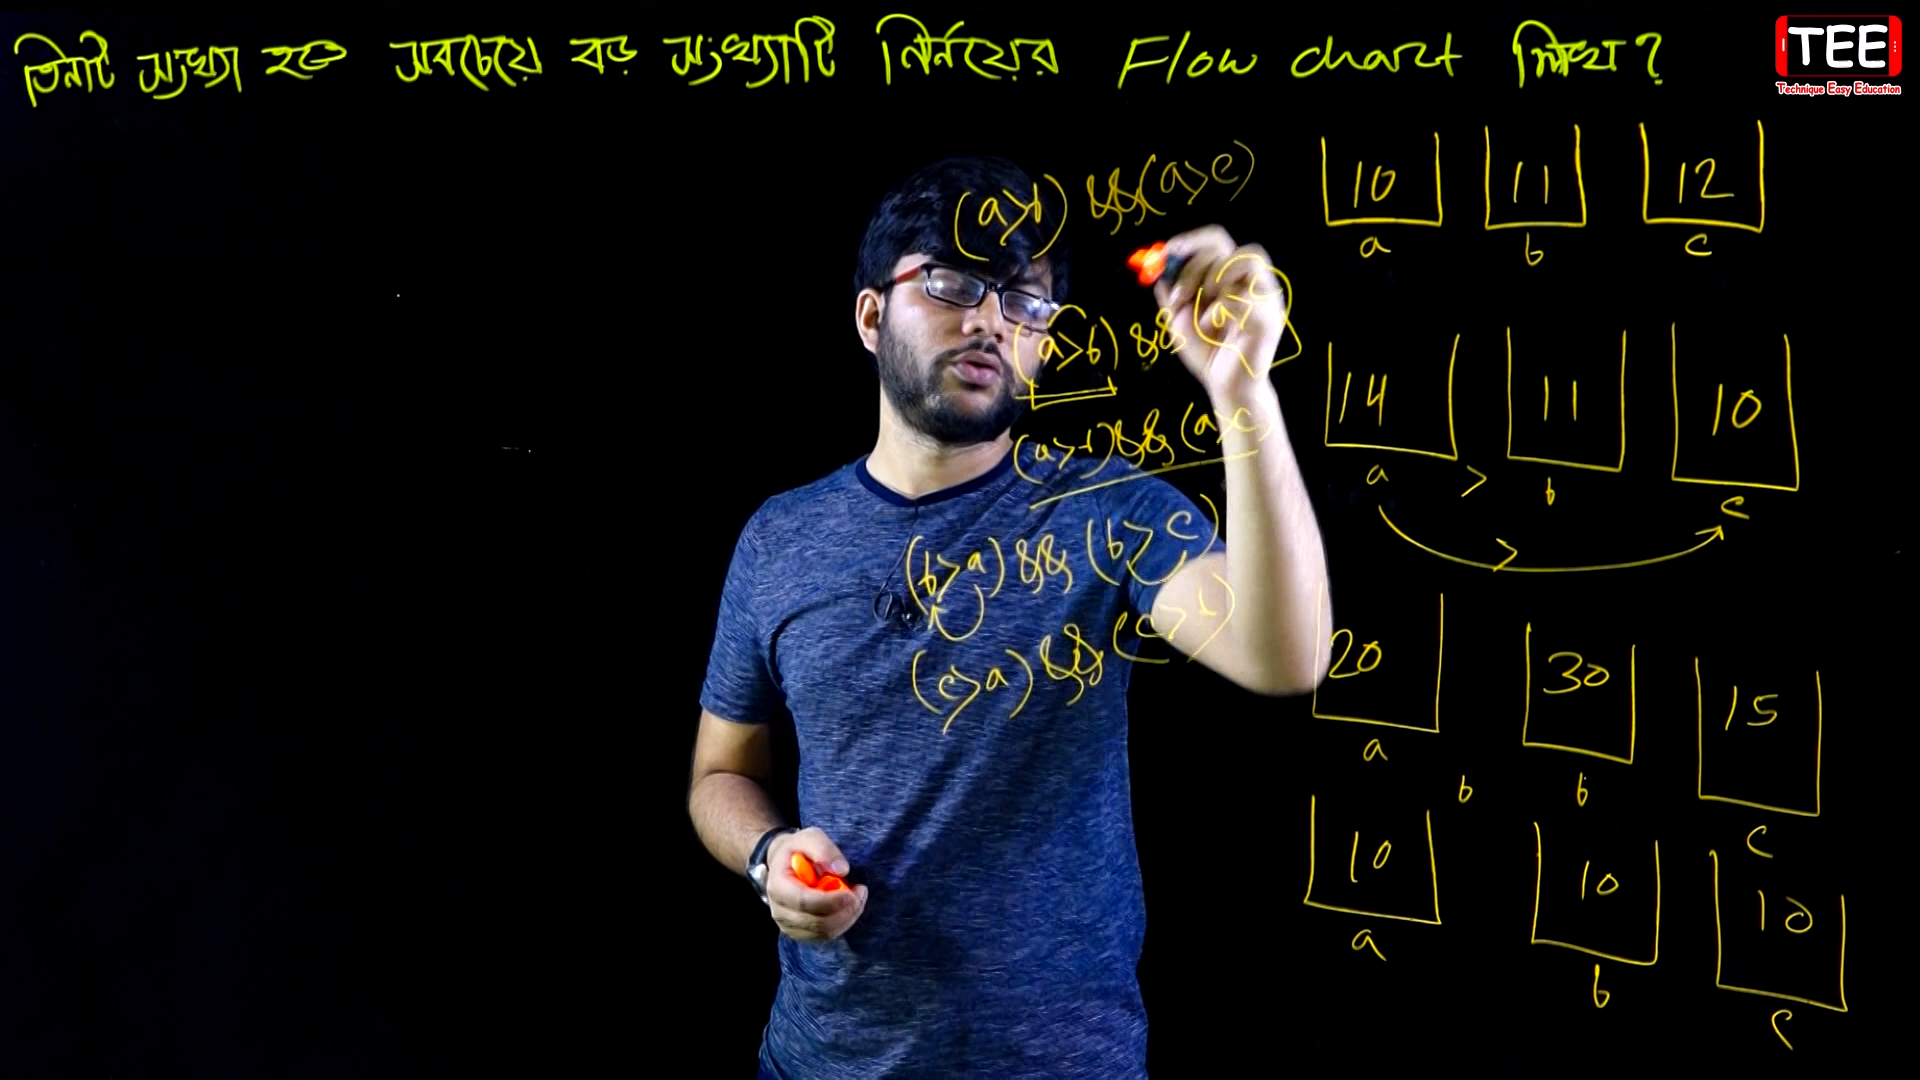 তিনটি সংখ্যা হতে সবচেয়ে বড় সংখ্যাটি নির্নয়ের Flow chart লিখ?
TEE
Technique Easy Education
(a>b) && (a>c)
10 11 12
a b c
(a>b) && (a>c)
14 11 10
a > b c
>
(a>b) && (a>c)
(b>a) && (b>c)
(c>a) && (c>b)
20 30 15
a b c
b
10 10 10
a b c